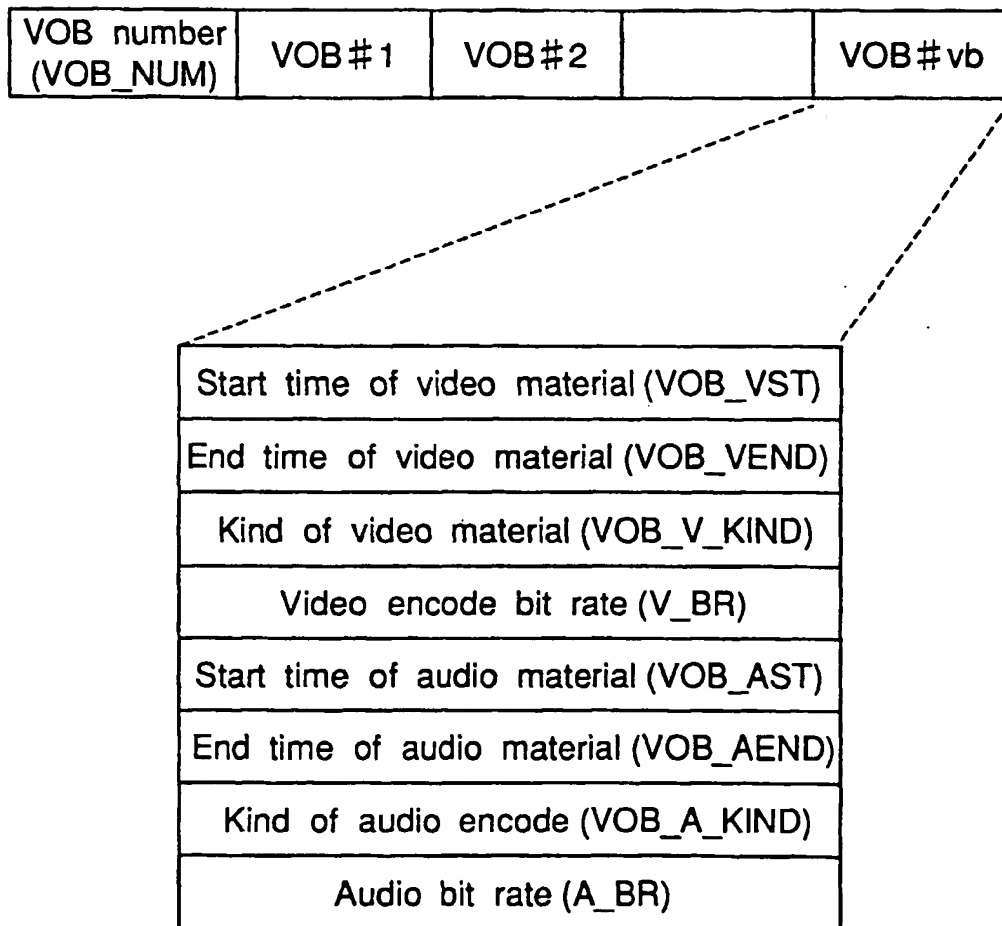 VOB number
(VOB_NUM)
VOB#1
VOB#2
VOB#vb
Start time of video material (VOB_VST)
End time of video material (VOB_VEND)
Kind of video material (VOB_V_KIND)
Video encode bit rate (V_BR)
Start time of audio material (VOB_AST)
End time of audio material (VOB_AEND)
Kind of audio encode (VOB_A_KIND)
Audio bit rate (A_BR)